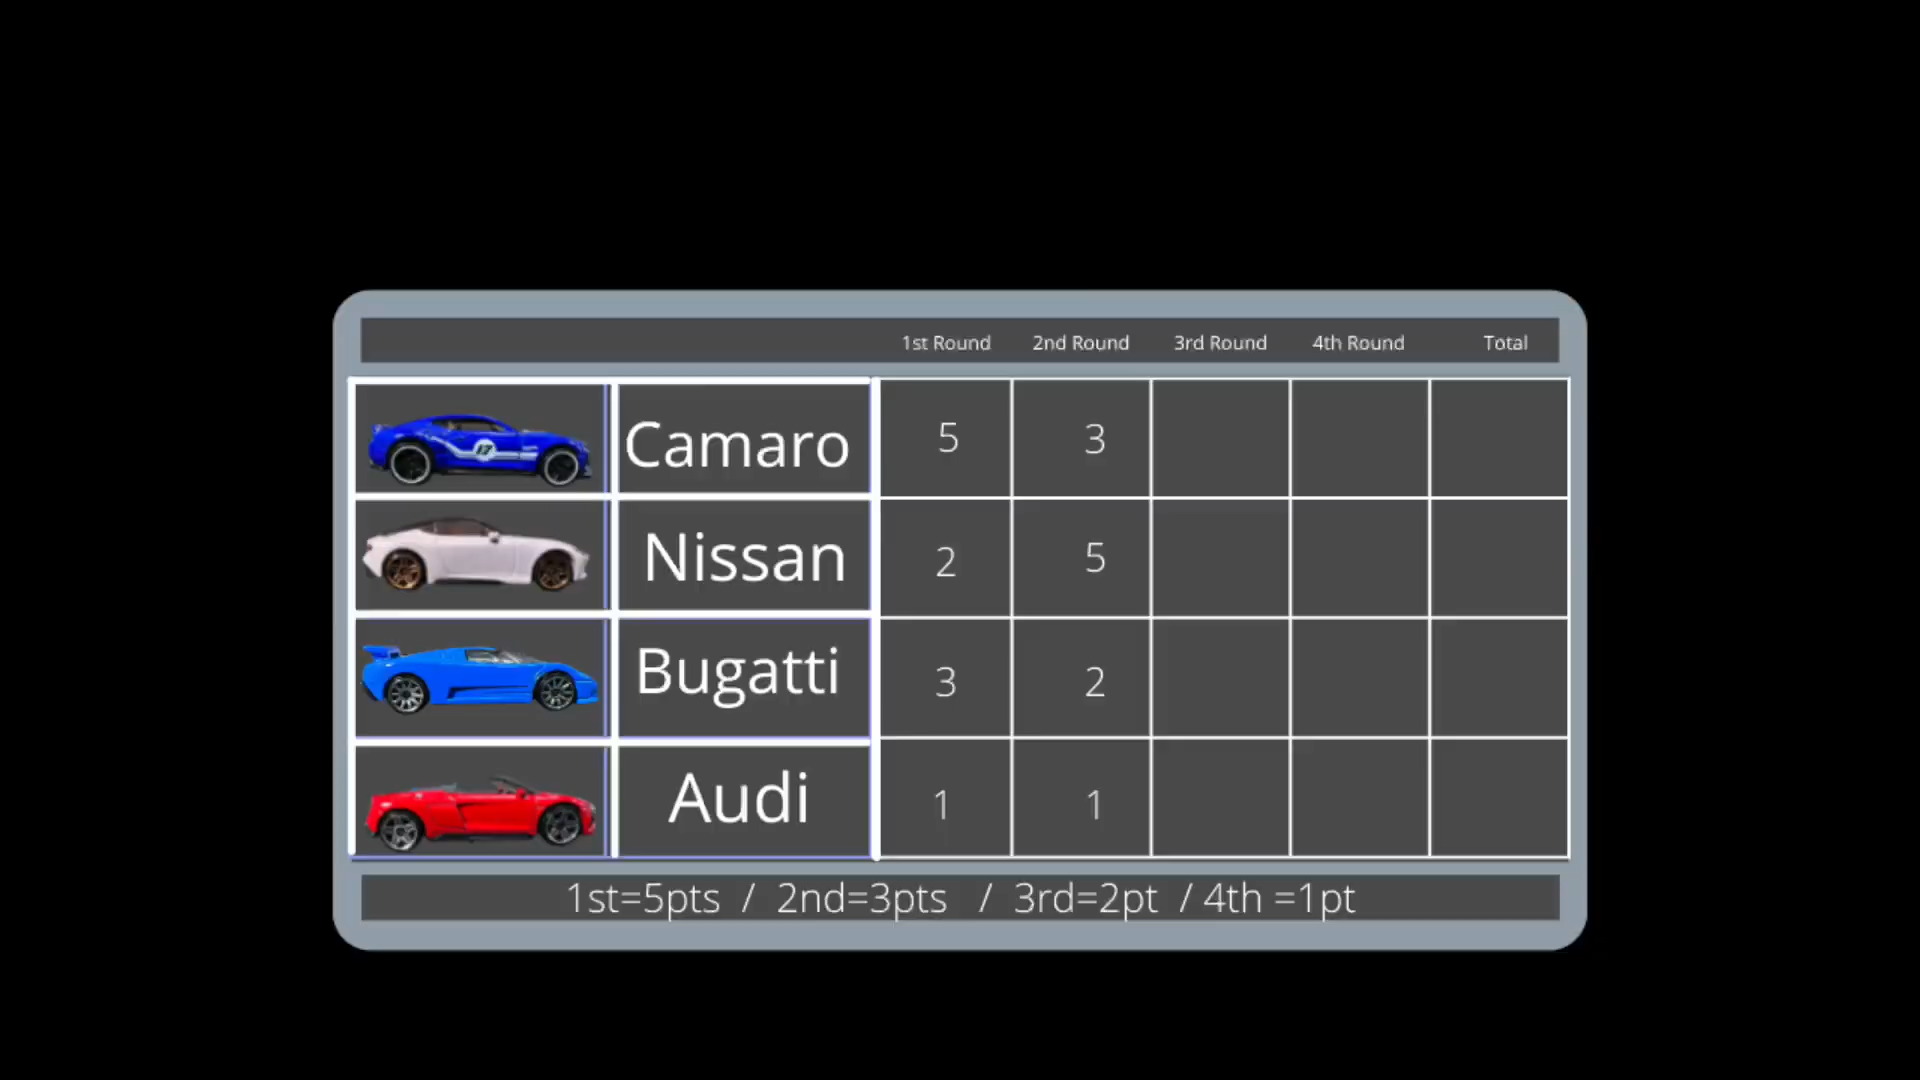 1st Round 2nd Round 3rd Round 4th Round Total
Camaro 5 3
Nissan 2 5
Bugatti 3 2
Audi 1 1
1st=5pts / 2nd=3pts / 3rd=2pt / 4th =1pt